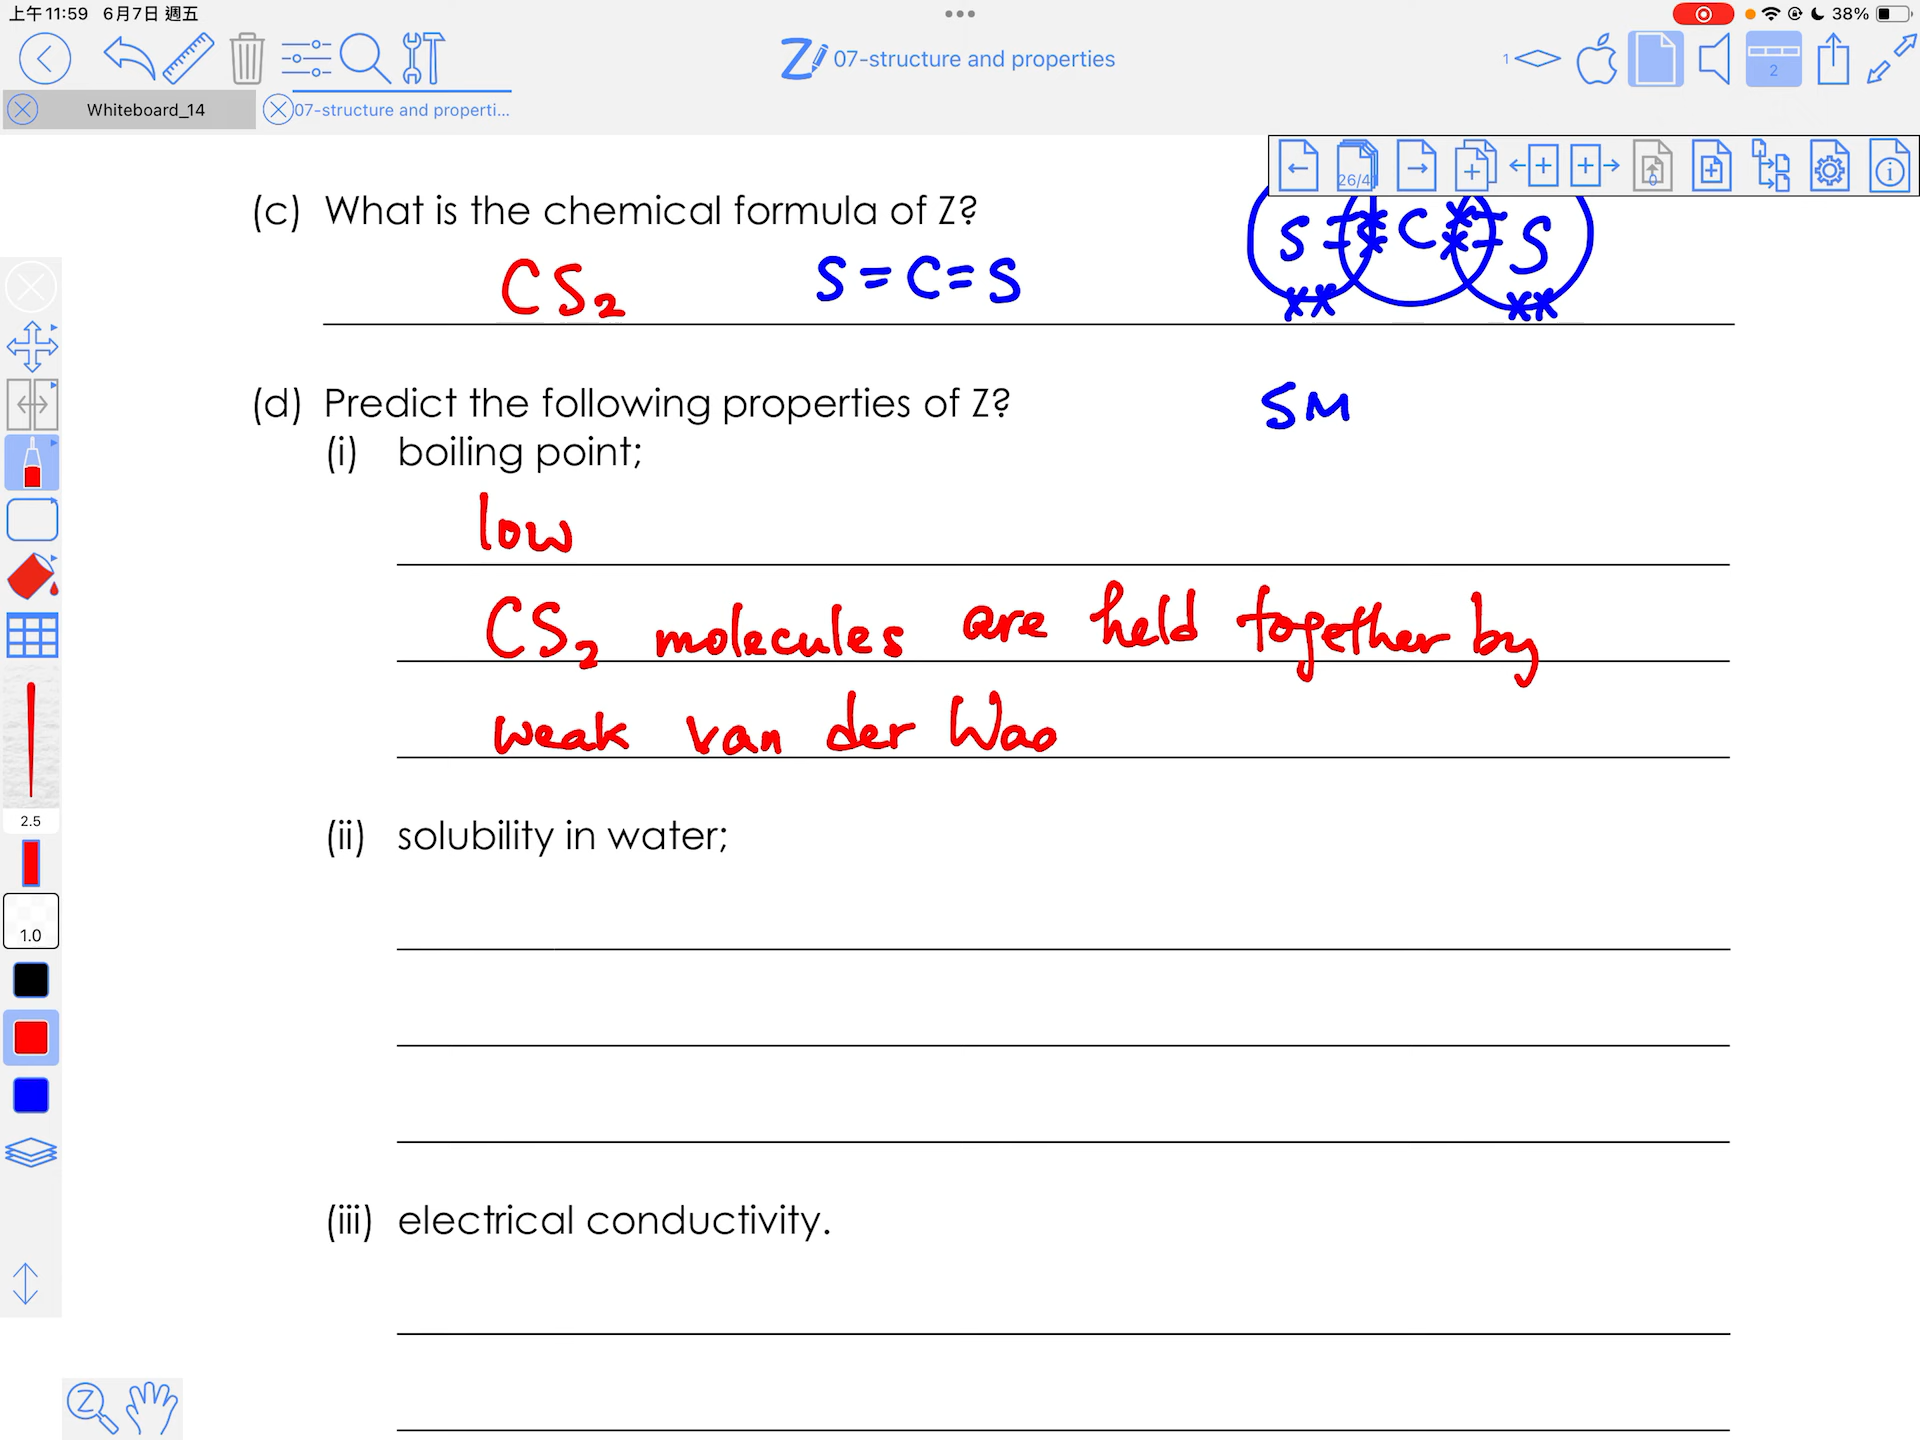 上午11:59 6月7日 週五
38%
07-structure and properties
1
2
Whiteboard_14
07-structure and properti...
26/4
0
(c) What is the chemical formula of Z?
S C S
CS₂ S=C=S
(d) Predict the following properties of Z?
SM
(i) boiling point;
low
CS₂ molecules are held together by
weak van der Waa
2.5
(ii) solubility in water;
1.0
(iii) electrical conductivity.
Z